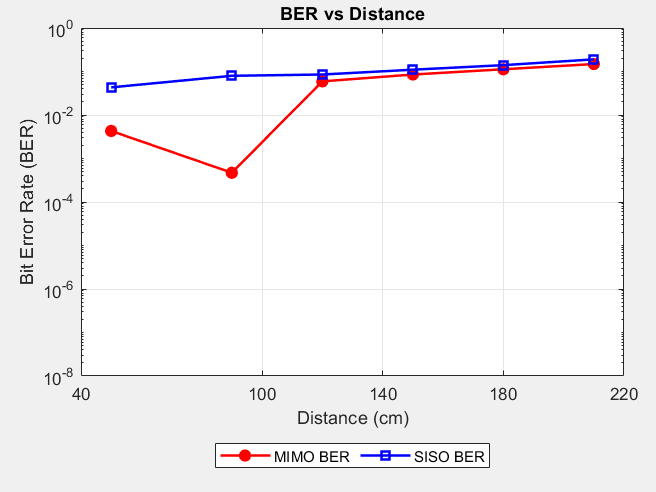 BER vs Distance
10^0
10^-2
10^-4
10^-6
10^-8
Bit Error Rate (BER)
40 100 140 180 220
Distance (cm)
MIMO BER SISO BER